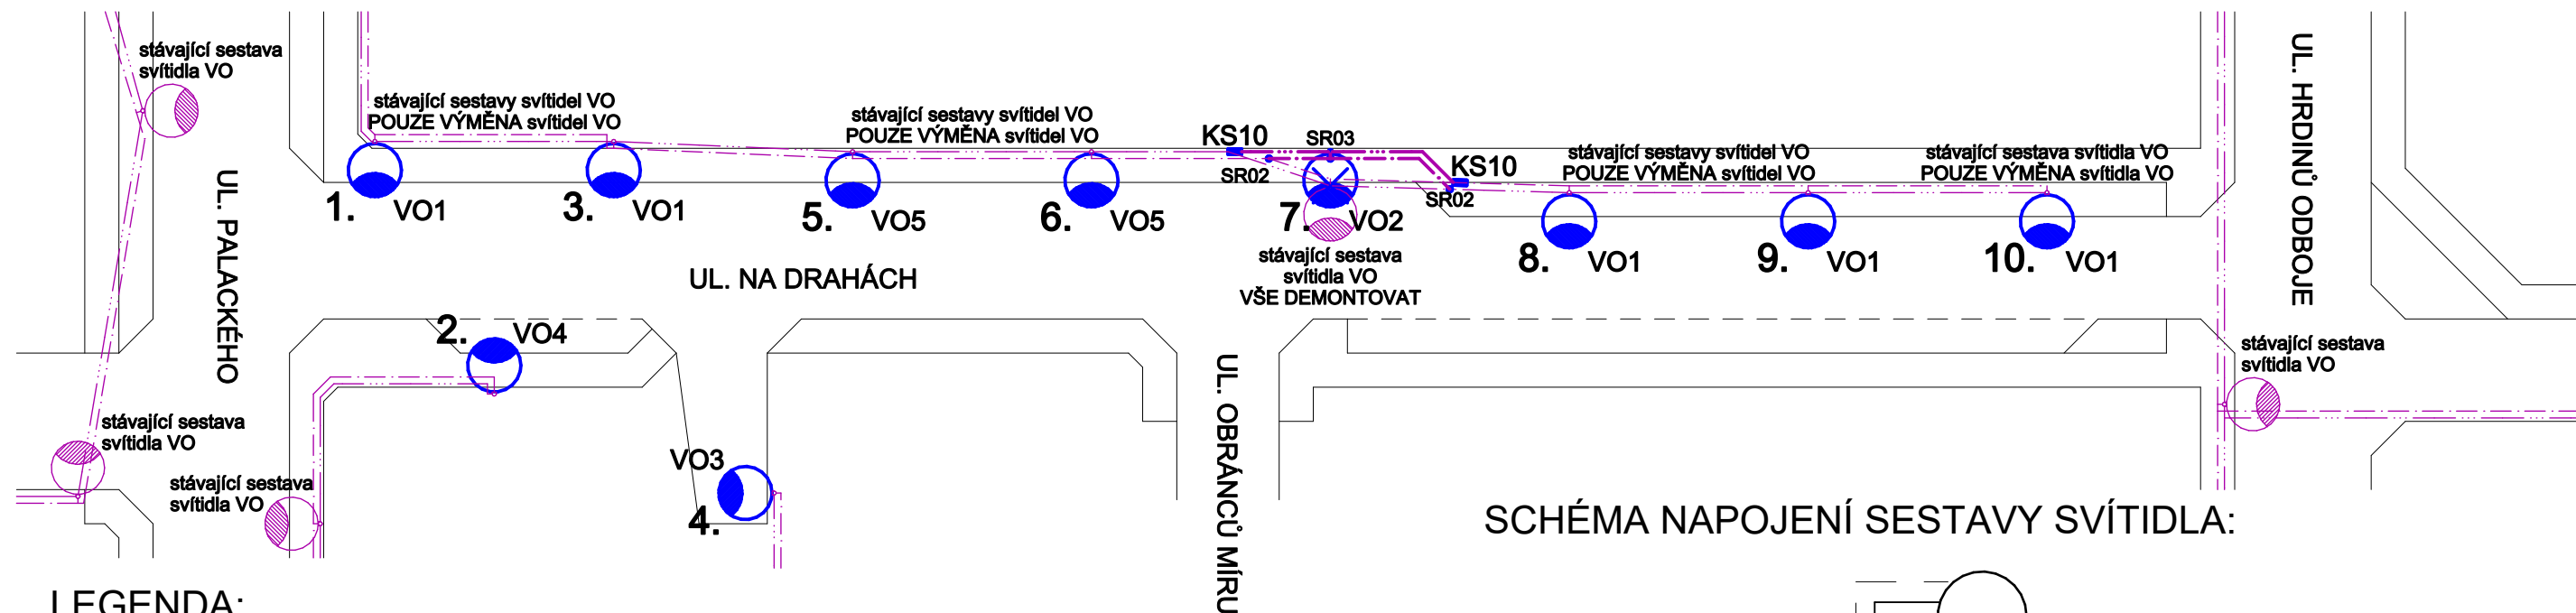 stávající sestava
svítidla VO
UL. HRDINŮ ODBOJE
stávající sestavy svítidel VO
POUZE VÝMĚNA svítidel VO
stávající sestavy svítidel VO
POUZE VÝMĚNA svítidel VO
KS10
SR03
SR02
KS10
SR02
stávající sestavy svítidel VO
POUZE VÝMĚNA svítidel VO
stávající sestava svítidla VO
POUZE VÝMĚNA svítidla VO
UL. PALACKÉHO
1. VO1
3. VO1
5. VO5
6. VO5
7. VO2
8. VO1
9. VO1
10. VO1
UL. NA DRAHÁCH
stávající sestava
svítidla VO
VŠE DEMONTOVAT
2. VO4
stávající sestava
svítidla VO
UL. OBRÁNCŮ MÍRU
stávající sestava
svítidla VO
VO3
4.
stávající sestava
svítidla VO
SCHÉMA NAPOJENÍ SESTAVY SVÍTIDLA:
LEGENDA: